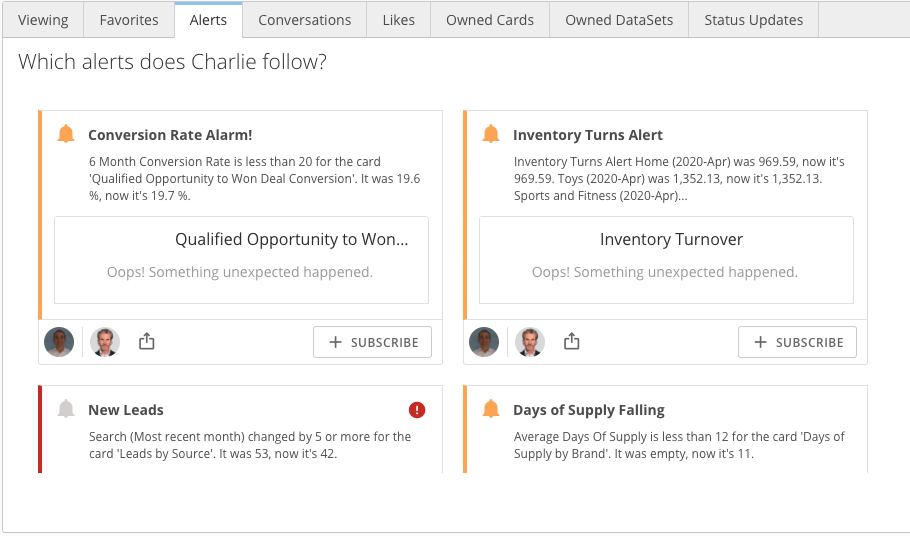 Viewing Favorites Alerts Conversations Likes Owned Cards Owned DataSets Status Updates
Which alerts does Charlie follow?
Conversion Rate Alarm!
6 Month Conversion Rate is less than 20 for the card
'Qualified Opportunity to Won Deal Conversion'. It was 19.6
%, now it's 19.7 %.
Qualified Opportunity to Won...
Oops! Something unexpected happened.
+ SUBSCRIBE
Inventory Turns Alert
Inventory Turns Alert Home (2020-Apr) was 969.59, now it's
969.59. Toys (2020-Apr) was 1,352.13, now it's 1,352.13.
Sports and Fitness (2020-Apr)...
Inventory Turnover
Oops! Something unexpected happened.
+ SUBSCRIBE
New Leads
Search (Most recent month) changed by 5 or more for the
card 'Leads by Source'. It was 53, now it's 42.
Days of Supply Falling
Average Days Of Supply is less than 12 for the card 'Days of
Supply by Brand'. It was empty, now it's 11.